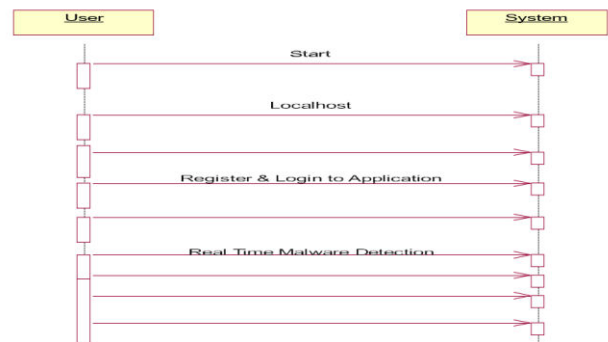 User
System
Start
Localhost
Register & Login to Application
Real Time Malware Detection